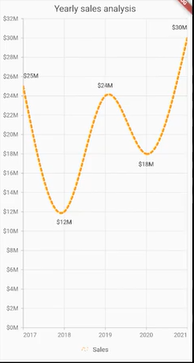 Yearly sales analysis
$32M
$30M
$28M
$26M
$24M
$22M
$20M
$18M
$16M
$14M
$12M
$10M
$8M
$6M
$4M
$2M
$0M
$25M
$12M
$24M
$18M
$30M
2017 2018 2019 2020 2021
Sales